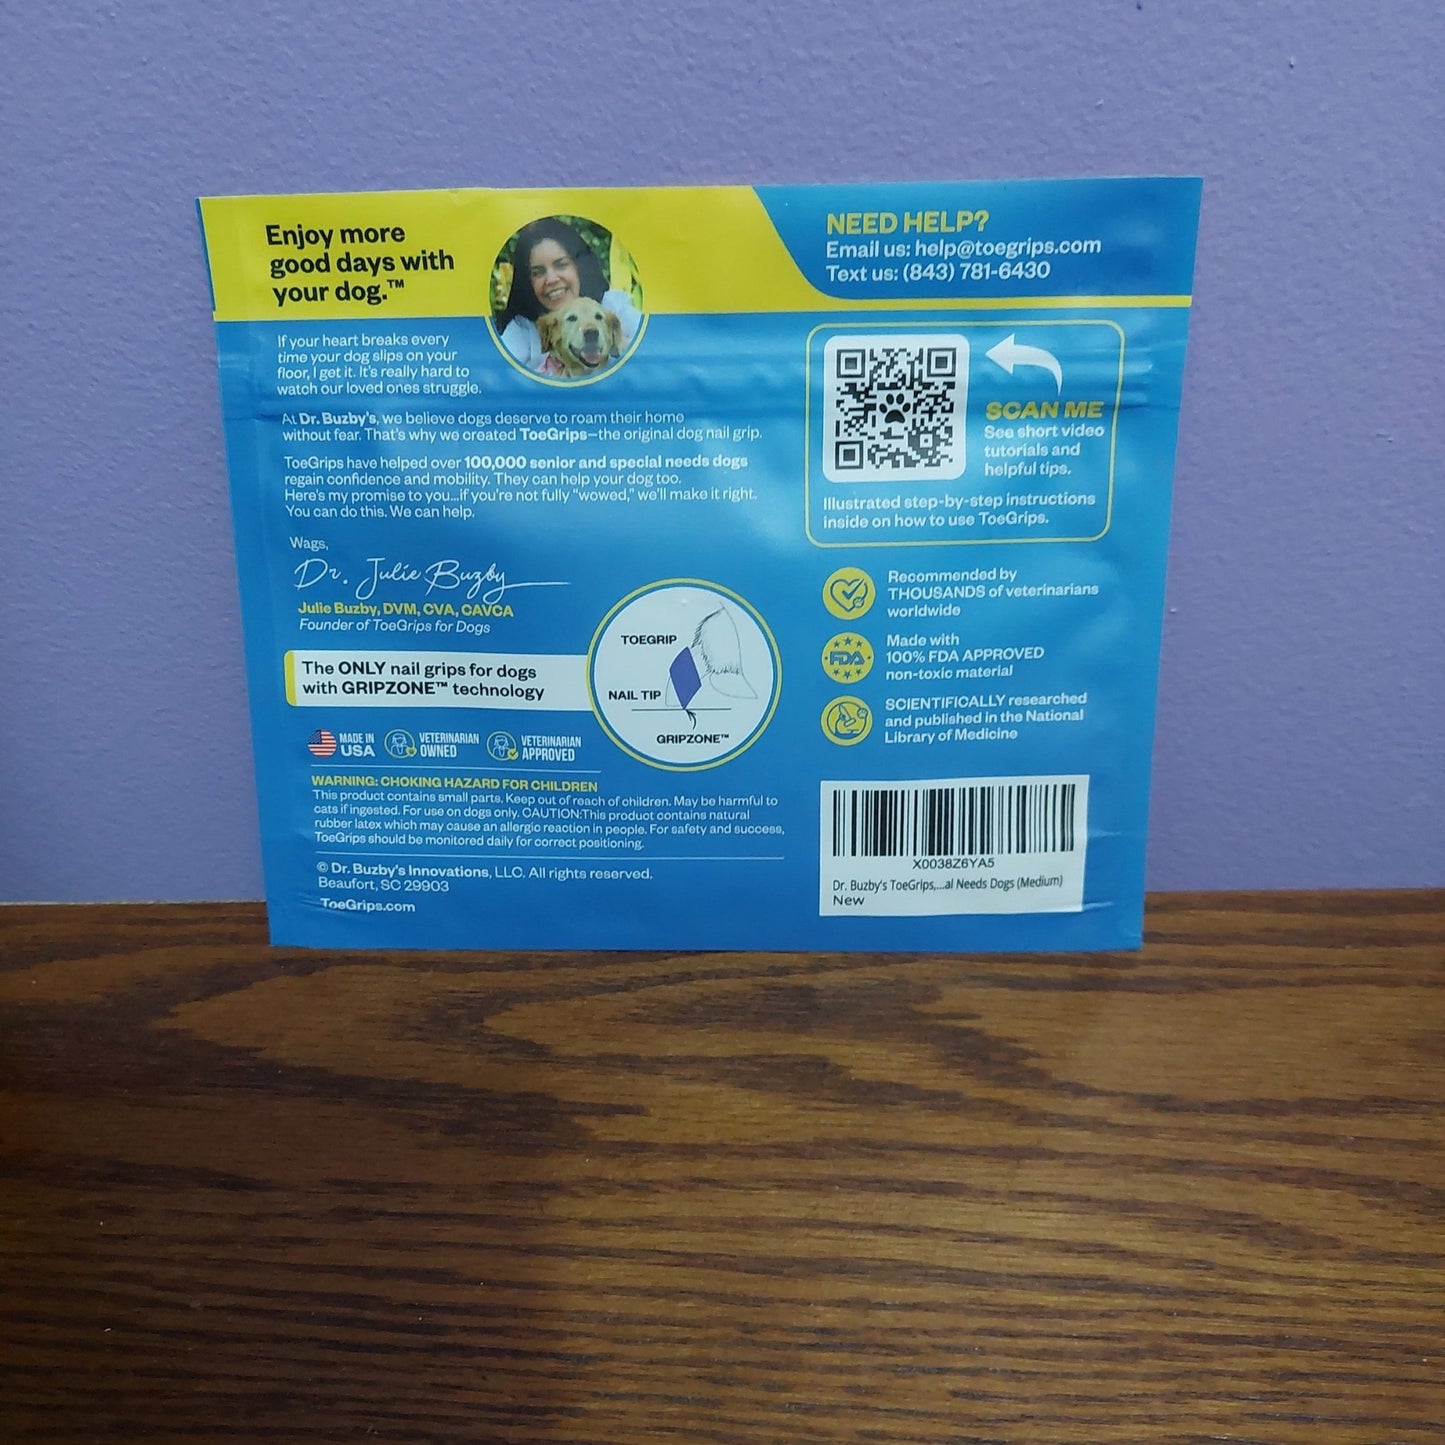 Enjoy more
good days with
your dog.™
NEED HELP?
Email us: help@toegrips.com
Text us: (843) 781-6430
If your heart breaks every
time your dog slips on your
floor, I get it. It's really hard to
watch our loved ones struggle.
At Dr. Buzby's, we believe dogs deserve to roam their home
without fear. That's why we created ToeGrips—the original dog nail grip.
ToeGrips have helped over 100,000 senior and special needs dogs
regain confidence and mobility. They can help your dog too.
Here's my promise to you...if you're not fully "wowed," we'll make it right.
You can do this. We can help.
Wags,
Dr. Julie Buzby
Julie Buzby, DVM, CVA, CAVCA
Founder of ToeGrips for Dogs
The ONLY nail grips for dogs
with GRIPZONE™ technology
TOEGRIP
NAIL TIP
GRIPZONE™
MADE IN
USA
VETERINARIAN
OWNED
VETERINARIAN
APPROVED
WARNING: CHOKING HAZARD FOR CHILDREN
This product contains small parts. Keep out of reach of children. May be harmful to
cats if ingested. For use on dogs only. CAUTION:This product contains natural
rubber latex which may cause an allergic reaction in people. For safety and success,
ToeGrips should be monitored daily for correct positioning.
© Dr. Buzby's Innovations, LLC. All rights reserved.
Beaufort, SC 29903
ToeGrips.com
SCAN ME
See short video
tutorials and
helpful tips.
Illustrated step-by-step instructions
inside on how to use ToeGrips.
Recommended by
THOUSANDS of veterinarians
worldwide
FDA
Made with
100% FDA APPROVED
non-toxic material
SCIENTIFICALLY researched
and published in the National
Library of Medicine
X0038Z6YA5
Dr. Buzby's ToeGrips,...al Needs Dogs (Medium)
New